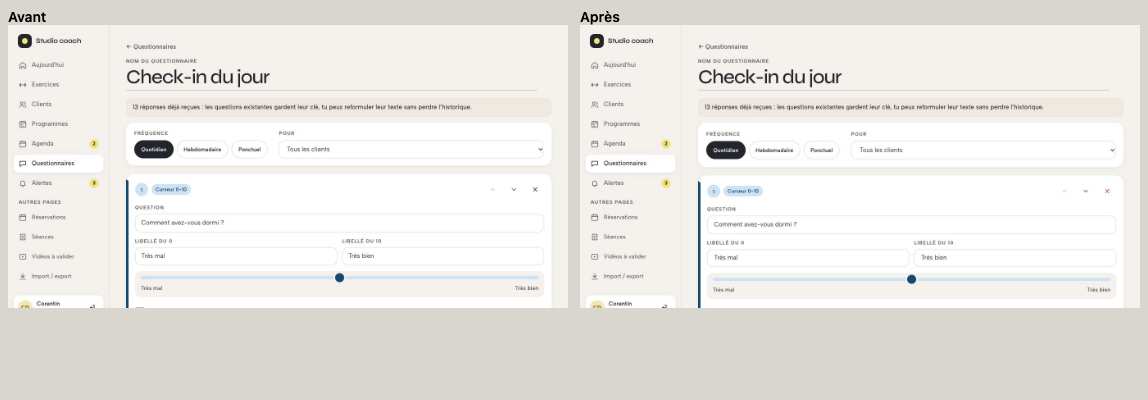 Avant
Studio coach
Aujourd'hui
Exercices
Clients
Programmes
Agenda 2
Questionnaires
Alertes 3
AUTRES PAGES
Réservations
Séances
Vidéos à valider
Import / export
Corentin
← Questionnaires
NOM DU QUESTIONNAIRE
Check-in du jour
13 réponses déjà reçues : les questions existantes gardent leur clé, tu peux reformuler leur texte sans perdre l'historique.
FRÉQUENCE
Quotidien Hebdomadaire Ponctuel
POUR
Tous les clients
1 Curseur 0-10
QUESTION
Comment avez-vous dormi ?
LIBELLÉ DU 0 LIBELLÉ DU 10
Très mal Très bien
Très mal Très bien
Après
Studio coach
Aujourd'hui
Exercices
Clients
Programmes
Agenda 2
Questionnaires
Alertes 3
AUTRES PAGES
Réservations
Séances
Vidéos à valider
Import / export
Corentin
← Questionnaires
NOM DU QUESTIONNAIRE
Check-in du jour
13 réponses déjà reçues : les questions existantes gardent leur clé, tu peux reformuler leur texte sans perdre l'historique.
FRÉQUENCE
Quotidien Hebdomadaire Ponctuel
POUR
Tous les clients
1 Curseur 0-10
QUESTION
Comment avez-vous dormi ?
LIBELLÉ DU 0 LIBELLÉ DU 10
Très mal Très bien
Très mal Très bien